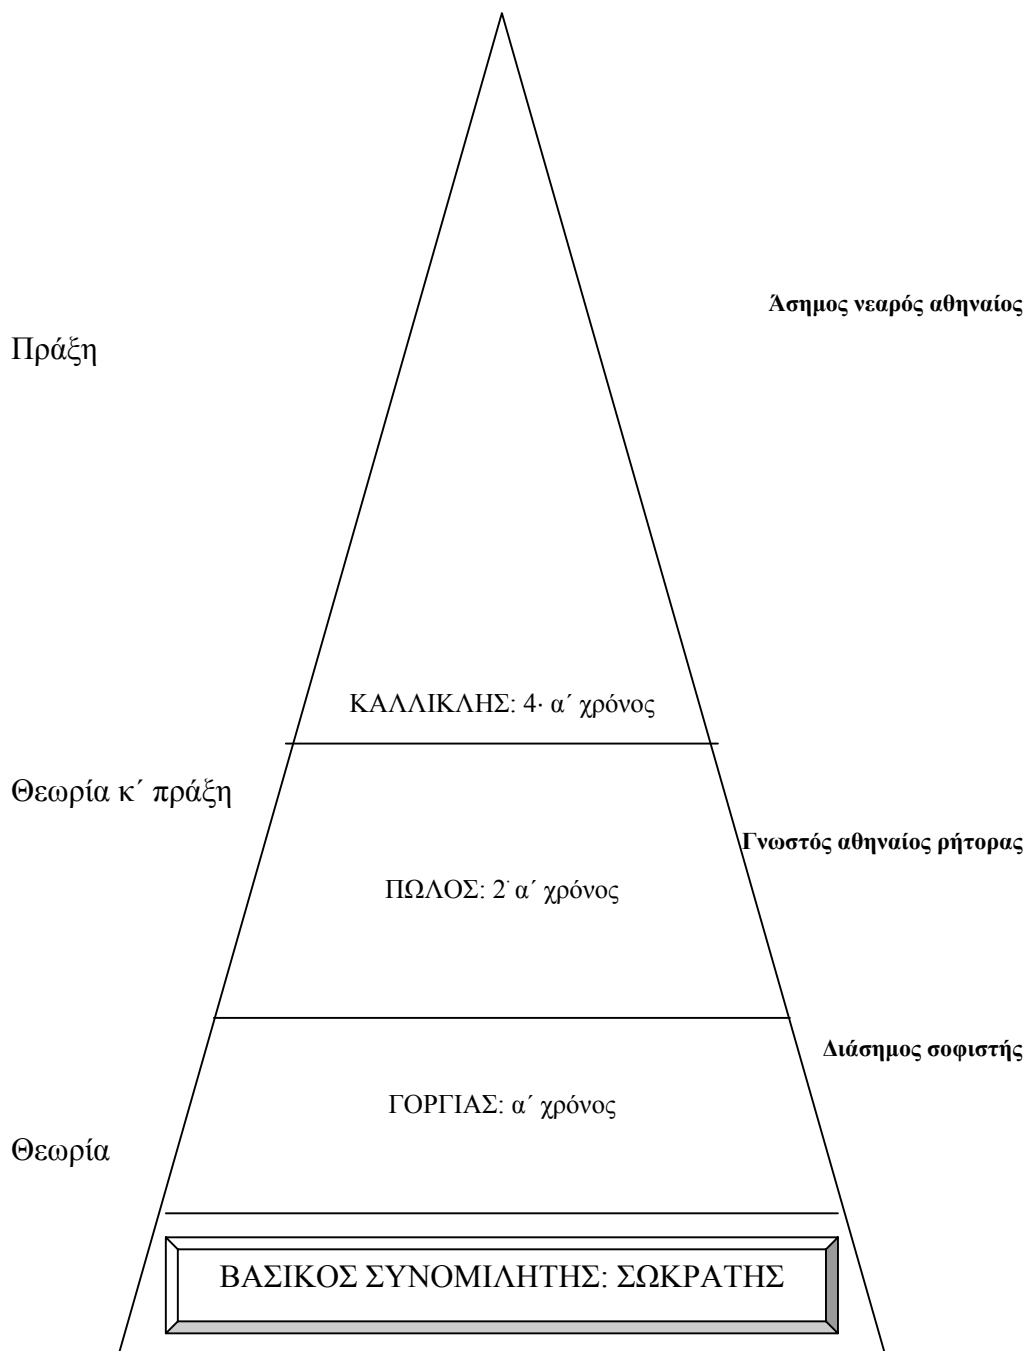 Άσημος νεαρός αθηναίος
Πράξη
ΚΑΛΛΙΚΛΗΣ: 4· α΄ χρόνος
Θεωρία κ΄ πράξη
Γνωστός αθηναίος ρήτορας
ΠΩΛΟΣ: 2˙ α΄ χρόνος
Διάσημος σοφιστής
ΓΟΡΓΙΑΣ: α΄ χρόνος
Θεωρία
ΒΑΣΙΚΟΣ ΣΥΝΟΜΙΛΗΤΗΣ: ΣΩΚΡΑΤΗΣ